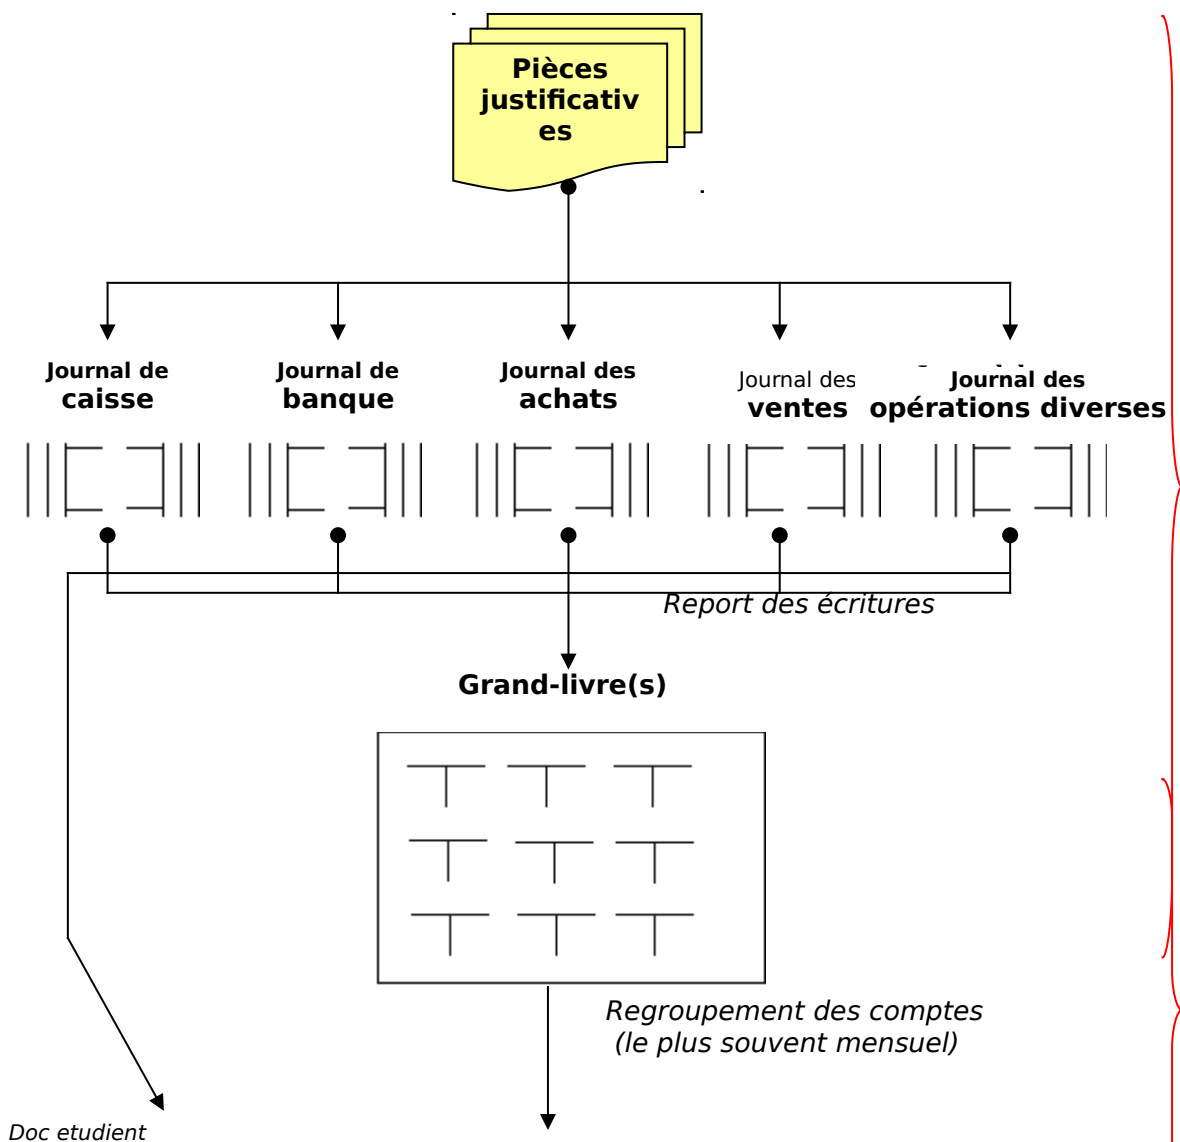 Pièces
justificativ
es
Journal de
caisse
Journal de
banque
Journal des
achats
Journal des
ventes
Journal des
opérations diverses
Report des écritures
Grand-livre(s)
Regroupement des comptes
(le plus souvent mensuel)
Doc etudient